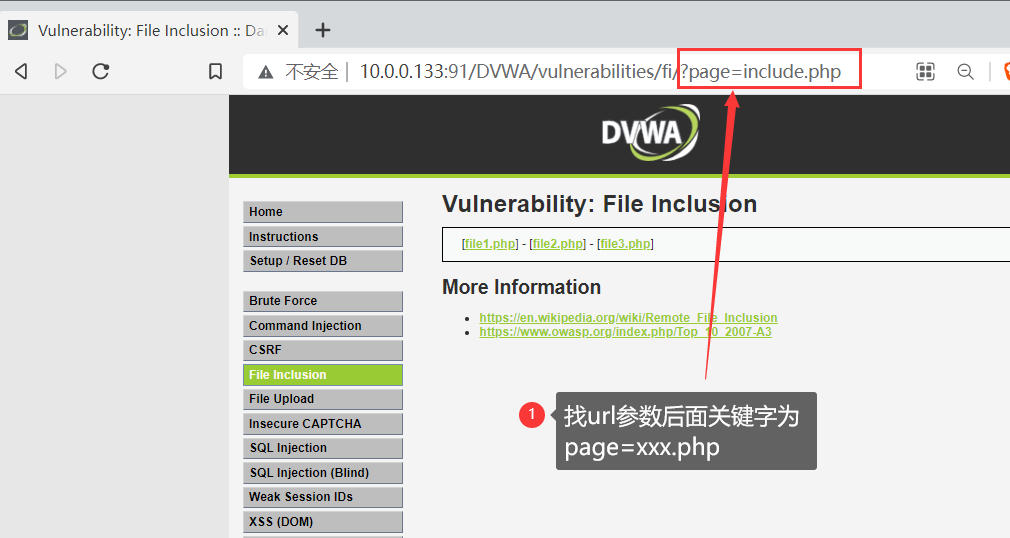 Vulnerability: File Inclusion :: Da
不安全 10.0.0.133:91/DVWA/vulnerabilities/fi/?page=include.php
DVWA
Home
Instructions
Setup / Reset DB
Brute Force
Command Injection
CSRF
File Inclusion
File Upload
Insecure CAPTCHA
SQL Injection
SQL Injection (Blind)
Weak Session IDs
XSS (DOM)
Vulnerability: File Inclusion
[file1.php] - [file2.php] - [file3.php]
More Information
https://en.wikipedia.org/wiki/Remote_File_Inclusion
https://www.owasp.org/index.php/Top_10_2007-A3
1
找url参数后面关键字为
page=xxx.php